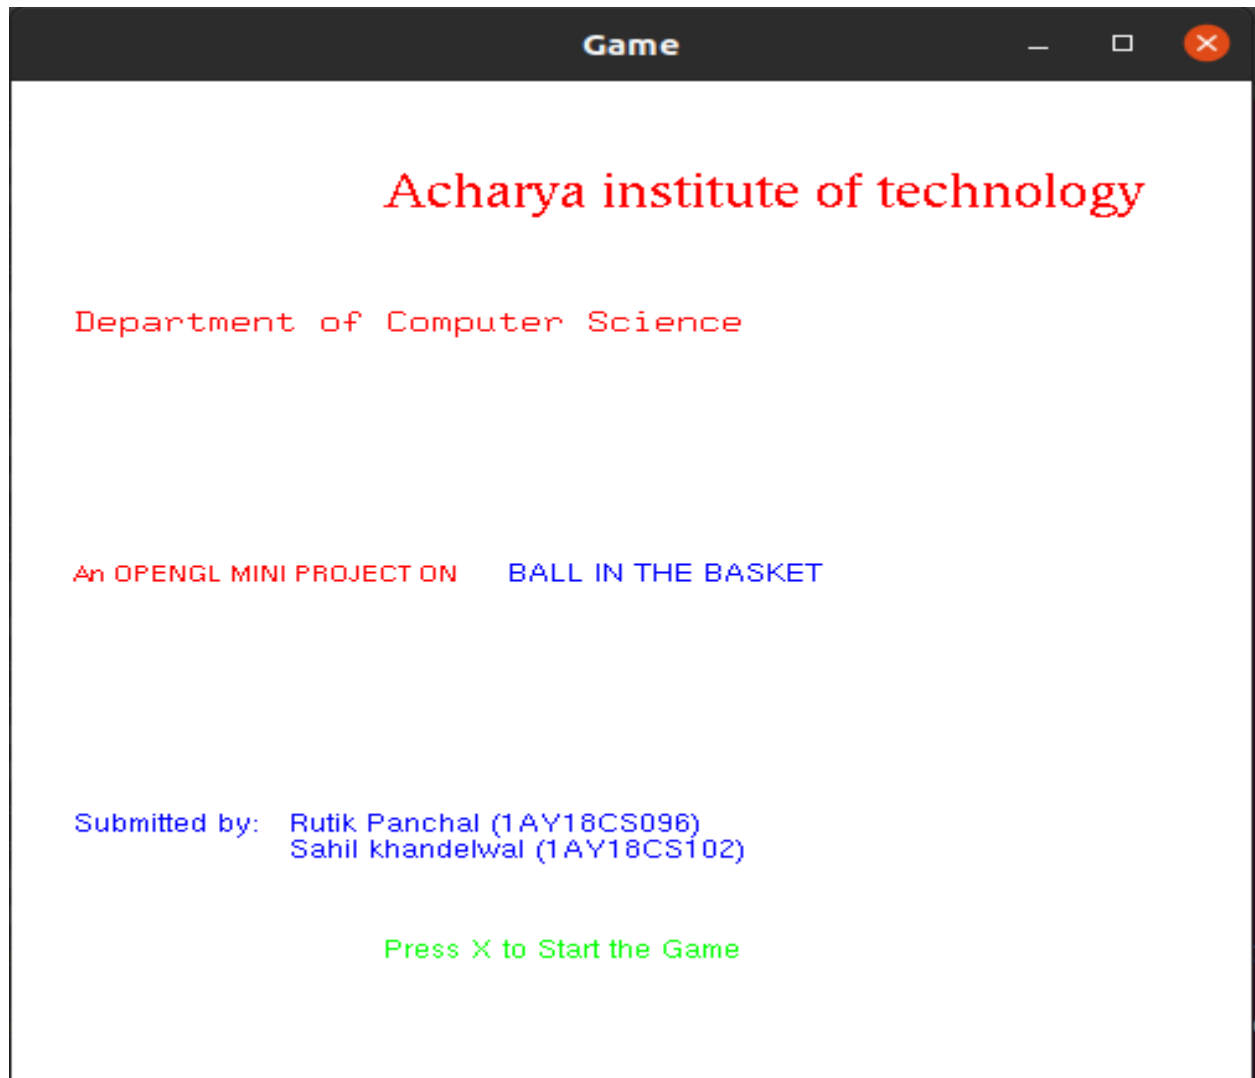 Game
Acharya institute of technology
Department of Computer Science
An OPENGL MINI PROJECT ON BALL IN THE BASKET
Submitted by: Rutik Panchal (1AY18CS096)
Sahil khandelwal (1AY18CS102)
Press X to Start the Game